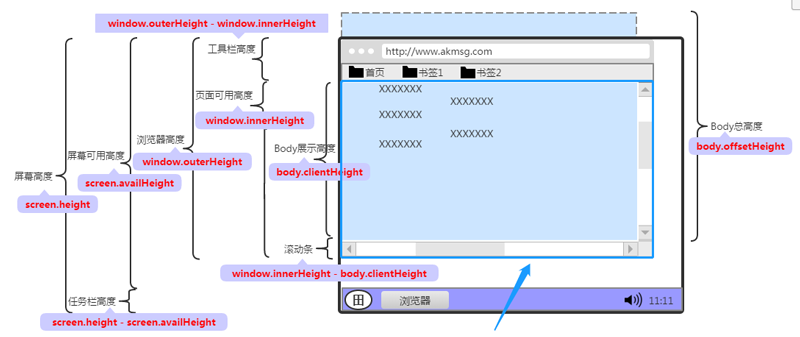 window.outerHeight - window.innerHeight
工具栏高度
页面可用高度
window.innerHeight
浏览器高度
window.outerHeight
Body展示高度
body.clientHeight
屏幕可用高度
screen.availHeight
屏幕高度
screen.height
滚动条
window.innerHeight - body.clientHeight
任务栏高度
screen.height - screen.availHeight
http://www.akmsg.com
首页 书签1 书签2
XXXXXXX
XXXXXXX
XXXXXXX
XXXXXXX
XXXXXXX
Body总高度
body.offsetHeight
田 浏览器 11:11